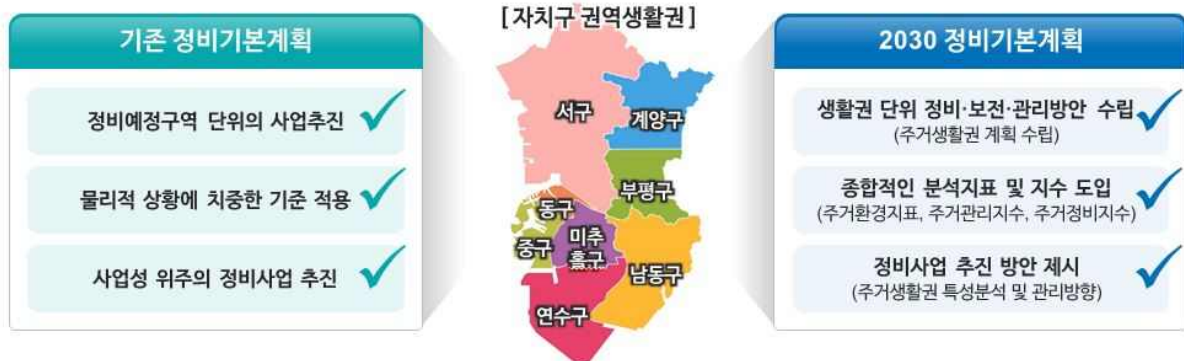 [자치구 권역생활권]
기존 정비기본계획
정비예정구역 단위의 사업추진
물리적 상황에 치중한 기준 적용
사업성 위주의 정비사업 추진
서구
계양구
부평구
동구
중구
미추
홀구
남동구
연수구
2030 정비기본계획
생활권 단위 정비·보전·관리방안 수립
(주거생활권 계획 수립)
종합적인 분석지표 및 지수 도입
(주거환경지표, 주거관리지수, 주거정비지수)
정비사업 추진 방안 제시
(주거생활권 특성분석 및 관리방향)